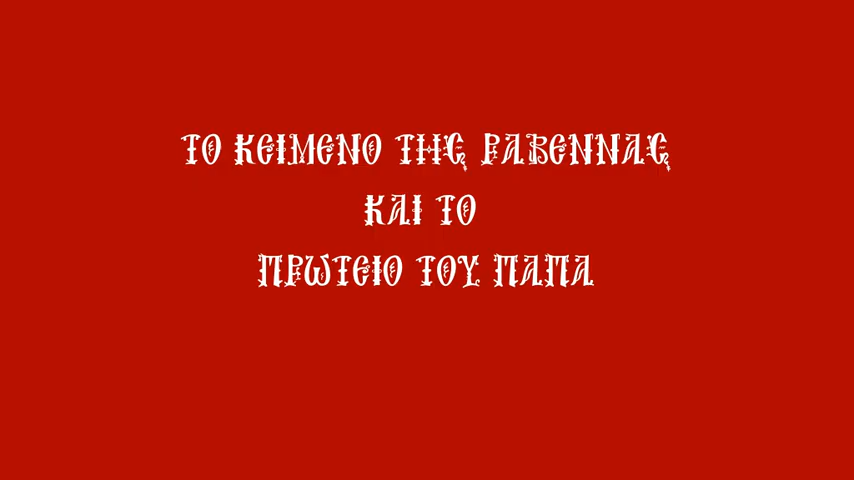 ΤΟ ΚΕΙΜΕΝΟ ΤΗΣ ΡΑΒΕΝΝΑΣ
ΚΑΙ ΤΟ
ΠΡΩΤΕΙΟ ΤΟΥ ΠΑΠΑ